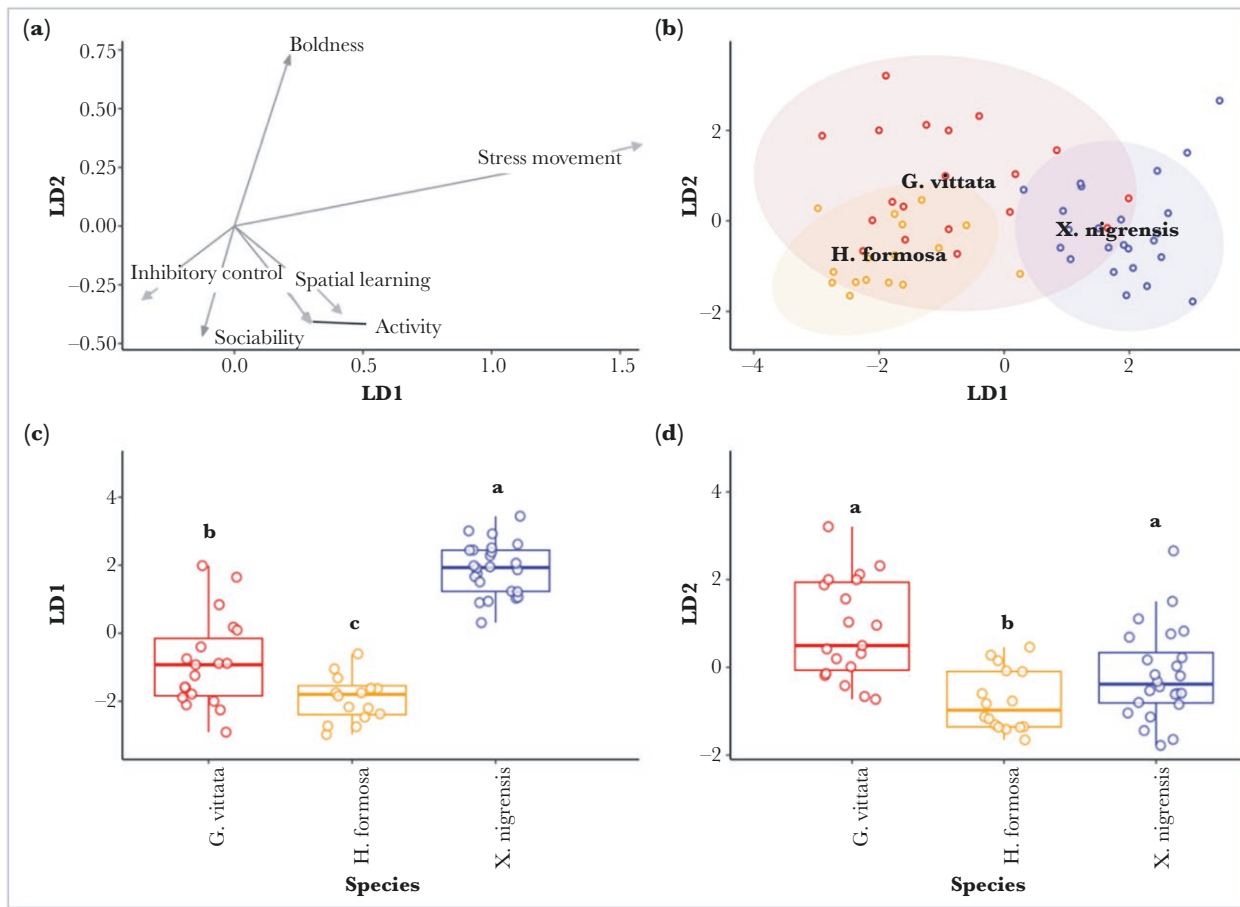 (a)
0.75
0.50
0.25
0.00
−0.25
−0.50
LD2
Boldness
Stress movement
Inhibitory control
Spatial learning
Sociability
Activity
0.0 0.5 1.0 1.5
LD1
(b)
2
0
−2
LD2
G. vittata
X. nigrensis
H. formosa
−4 −2 0 2
LD1
(c)
4
2
0
−2
LD1
b
c
a
G. vittata
H. formosa
X. nigrensis
Species
(d)
4
2
0
−2
LD2
a
b
a
G. vittata
H. formosa
X. nigrensis
Species